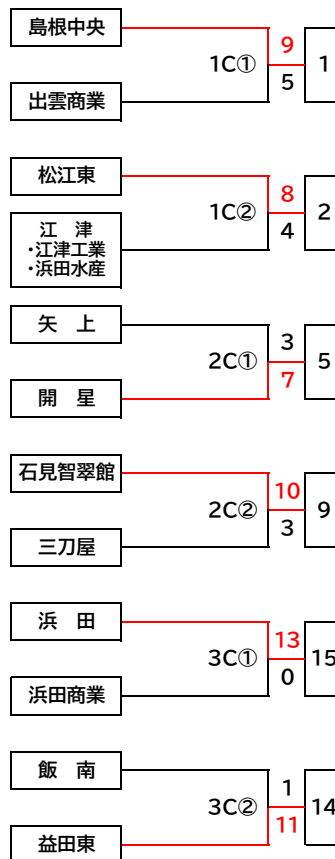 島根中央
9
1C①
1
5
出雲商業
松江東
8
1C②
2
4
江　津
・江津工業
・浜田水産
矢　上
3
2C①
5
7
開　星
石見智翠館
10
2C②
9
3
三刀屋
浜　田
13
3C①
15
0
浜田商業
飯　南
1
3C②
14
11
益田東